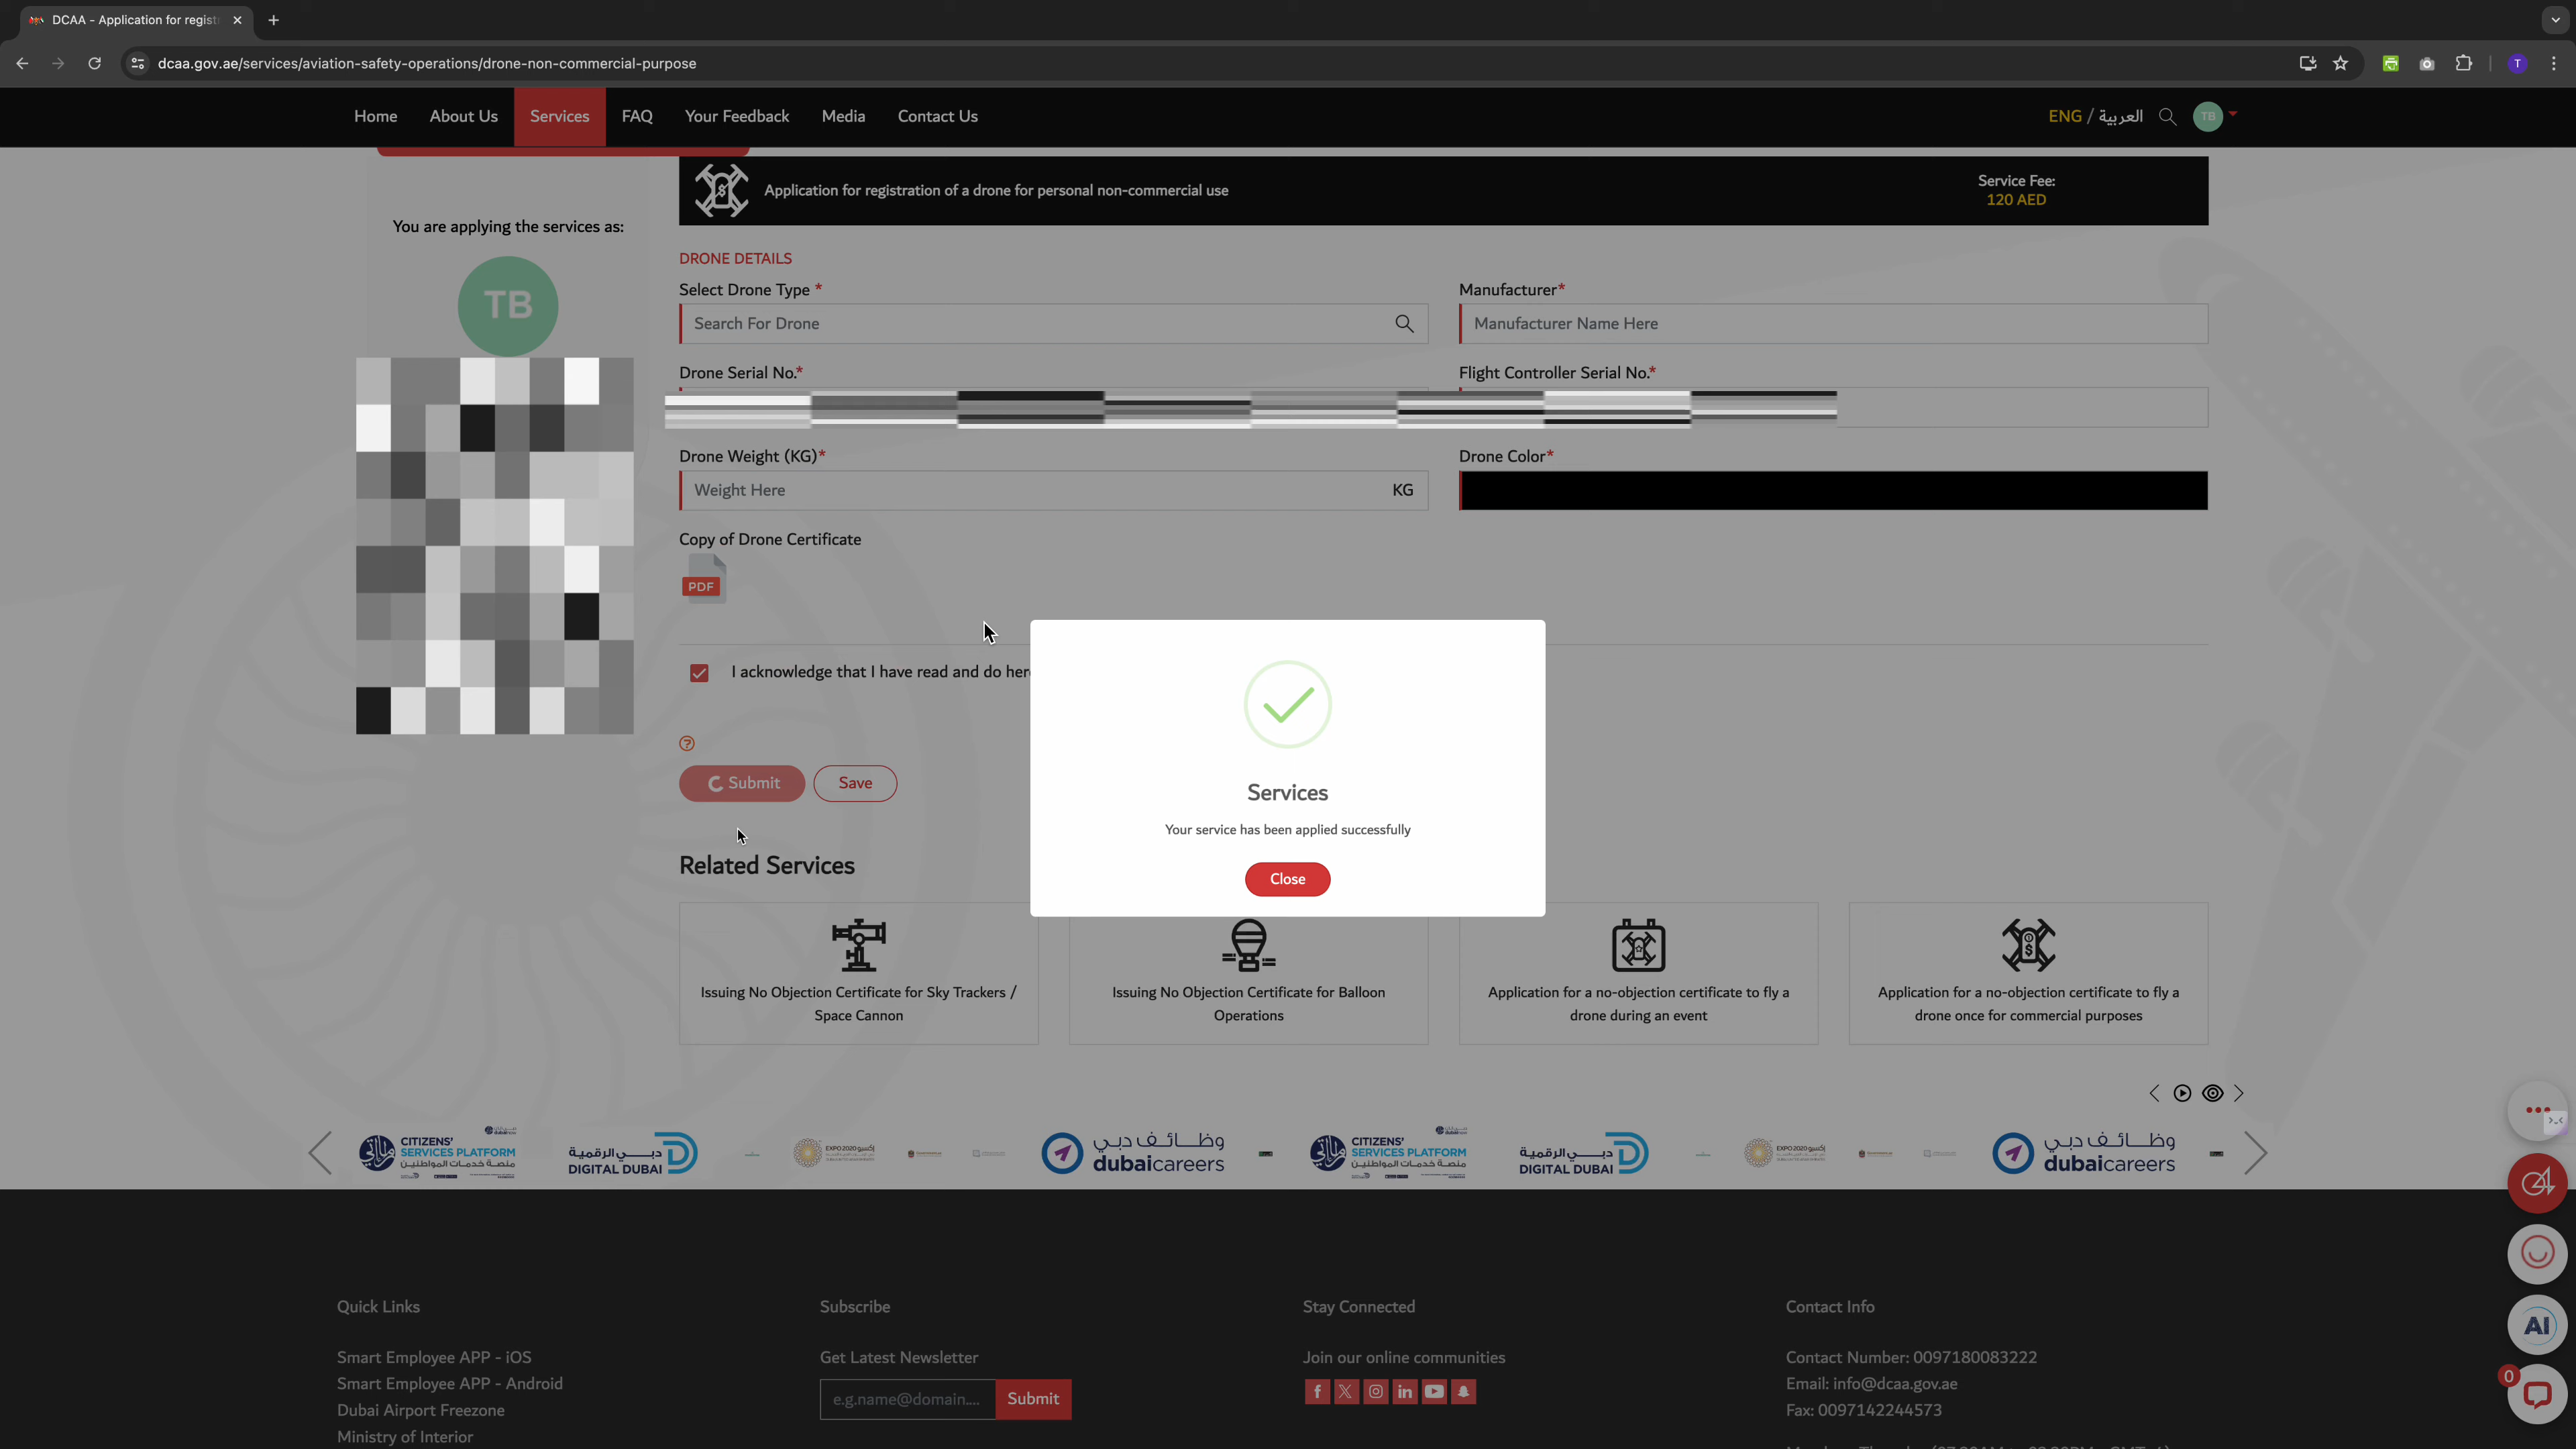 DCAA - Application for regist
dcaa.gov.ae/services/aviation-safety-operations/drone-non-commercial-purpose
T
Home
About Us
Services
FAQ
Your Feedback
Media
Contact Us
ENG / العربية
TB
Application for registration of a drone for personal non-commercial use
Service Fee:
120 AED
You are applying the services as:
TB
DRONE DETAILS
Select Drone Type *
Manufacturer*
Search For Drone
Manufacturer Name Here
Drone Serial No.*
Flight Controller Serial No.*
Drone Weight (KG)*
Drone Color*
Weight Here
KG
Copy of Drone Certificate
PDF
I acknowledge that I have read and do her
Submit
Save
Services
Your service has been applied successfully
Close
Related Services
Issuing No Objection Certificate for Sky Trackers /
Space Cannon
Issuing No Objection Certificate for Balloon
Operations
Application for a no-objection certificate to fly a
drone during an event
Application for a no-objection certificate to fly a
drone once for commercial purposes
CITIZENS'
SERVICES PLATFORM
منصة خدمات المواطنين
دبي الرقمية
DIGITAL DUBAI
EXPO 2020
وظائف دبي
dubaicareers
CITIZENS'
SERVICES PLATFORM
منصة خدمات المواطنين
دبي الرقمية
DIGITAL DUBAI
EXPO 2020
وظائف دبي
dubaicareers
AI
0
Quick Links
Smart Employee APP - iOS
Smart Employee APP - Android
Dubai Airport Freezone
Ministry of Interior
Subscribe
Get Latest Newsletter
e.g.name@domain....
Submit
Stay Connected
Join our online communities
Contact Info
Contact Number: 0097180083222
Email: info@dcaa.gov.ae
Fax: 0097142244573